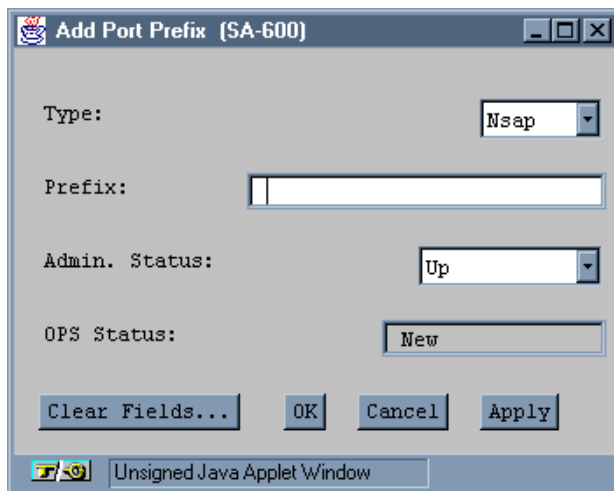 Add Port Prefix (SA-600)
Type: Nsap
Prefix:
Admin. Status: Up
OPS Status: New
Clear Fields... OK Cancel Apply
Unsigned Java Applet Window